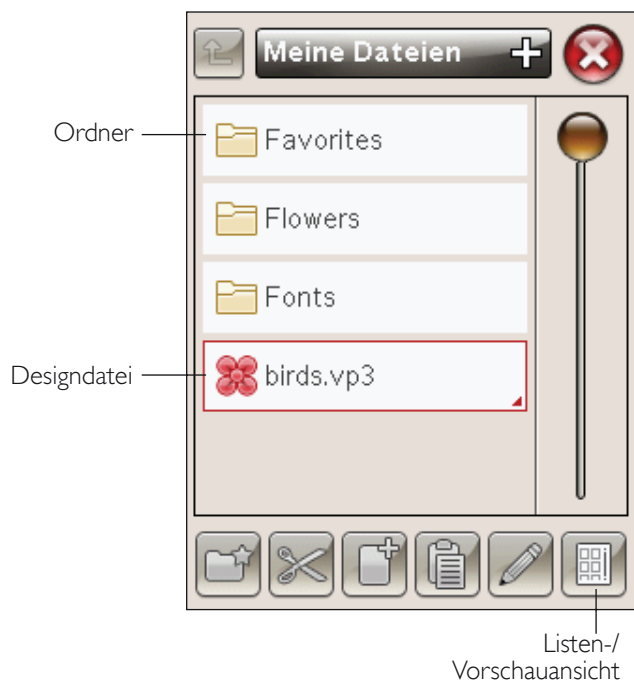 Meine Dateien
Ordner
Favorites
Flowers
Fonts
Designdatei
birds.vp3
Listen-/
Vorschauansicht